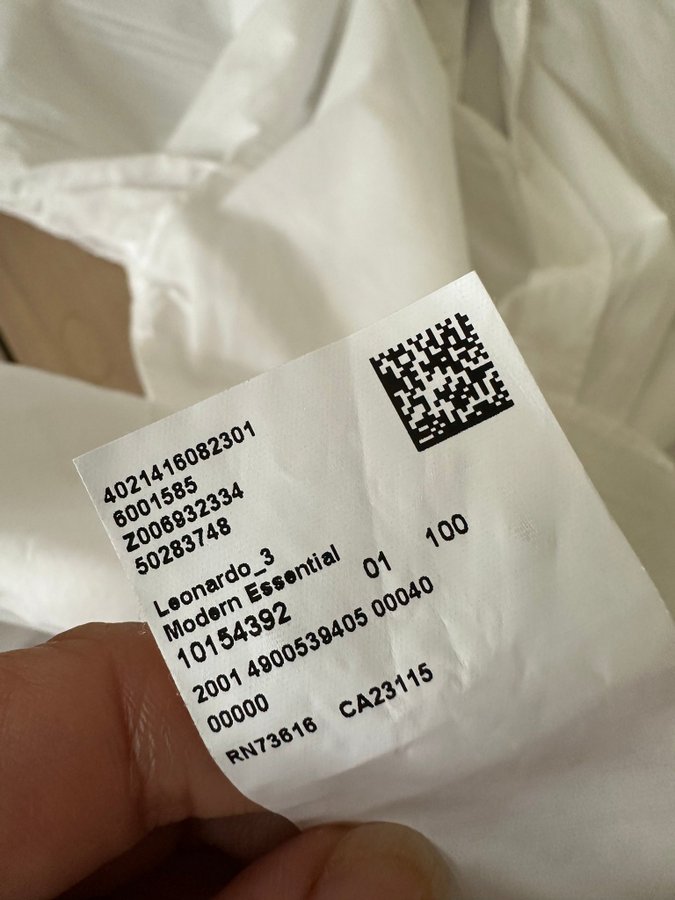 4021416082301
6001585
Z006932334
50283748
Leonardo_3
Modern Essential
10154392 01 100
2001 4900539405 00040
00000
RN73616 CA23115